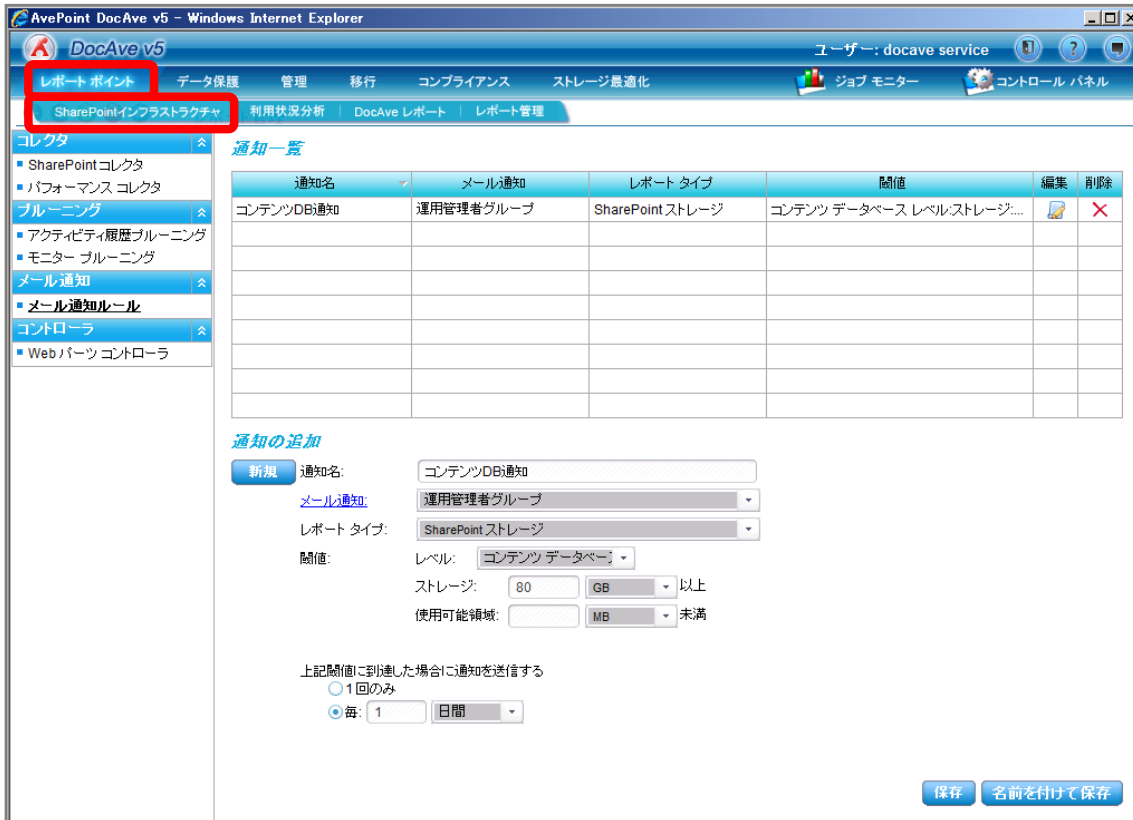 AvePoint DocAve v5 - Windows Internet Explorer
DocAve v5
ユーザー: docave service
?
レポート ポイント データ保護 管理 移行 コンプライアンス ストレージ最適化 ジョブ モニター コントロール パネル
SharePointインフラストラクチャ 利用状況分析 DocAve レポート レポート管理
コレクタ
SharePoint コレクタ
パフォーマンス コレクタ
プルーニング
アクティビティ履歴プルーニング
モニター プルーニング
メール通知
メール通知ルール
コントローラ
Web パーツ コントローラ
通知一覧
通知名 メール通知 レポート タイプ 閾値 編集 削除
コンテンツDB通知 運用管理者グループ SharePoint ストレージ コンテンツ データベース レベル:ストレージ:...
通知の追加
新規 通知名: コンテンツDB通知
メール通知: 運用管理者グループ
レポート タイプ: SharePoint ストレージ
閾値: レベル: コンテンツ データベー
ストレージ: 80 GB 以上
使用可能領域: MB 未満
上記閾値に到達した場合に通知を送信する
1回のみ
毎: 1 日間
保存 名前を付けて保存